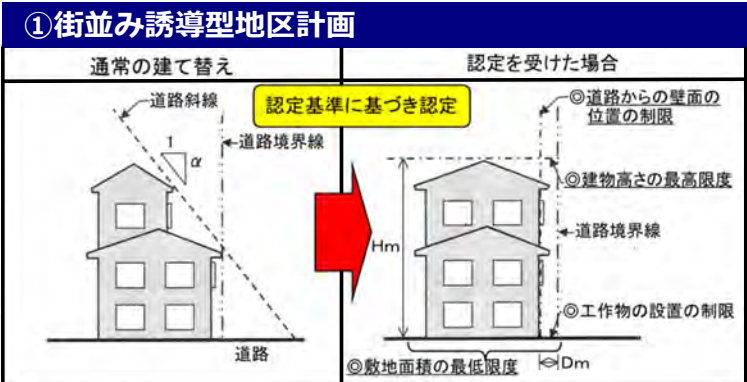 ①街並み誘導型地区計画
通常の建て替え
認定を受けた場合
認定基準に基づき認定
道路斜線
1
α
道路境界線
道路
◎道路からの壁面の
位置の制限
◎建物高さの最高限度
Hm
道路境界線
◎工作物の設置の制限
◎敷地面積の最低限度
Dm